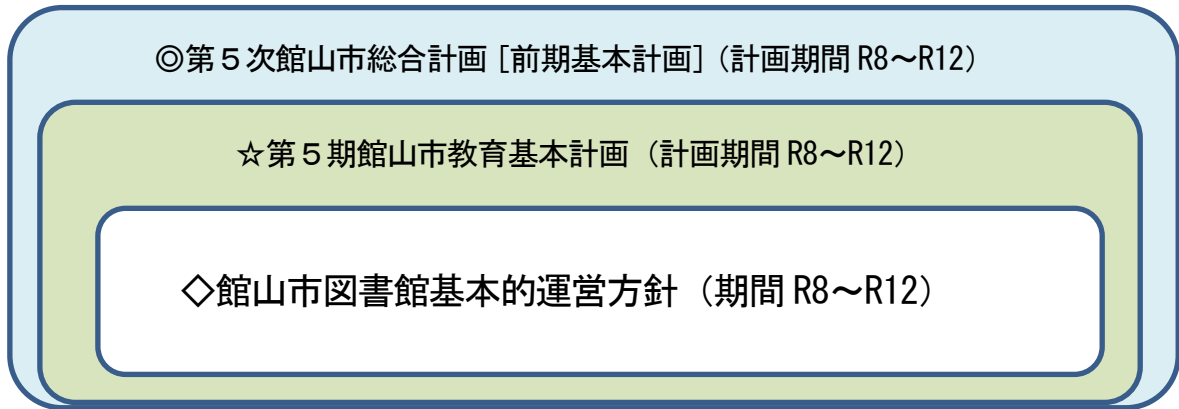 ◎第５次館山市総合計画［前期基本計画］（計画期間 R8～R12）
☆第５期館山市教育基本計画（計画期間 R8～R12）
◇館山市図書館基本的運営方針（期間 R8～R12）